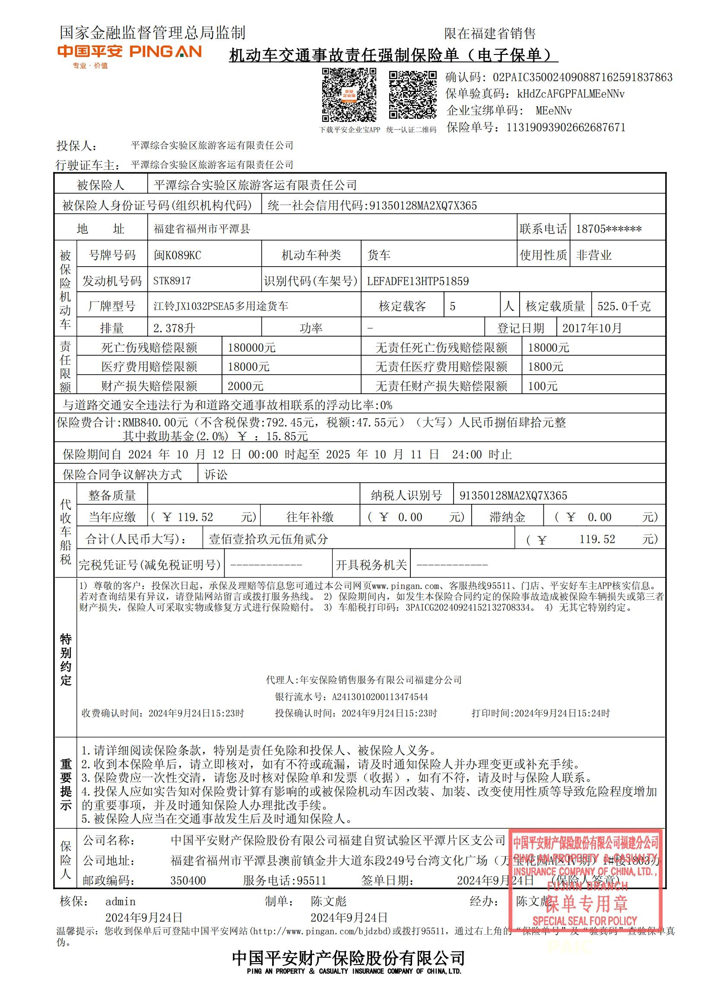 国家金融监督管理总局监制 限在福建省销售
中国平安 PINGAN
专业·价值
机动车交通事故责任强制保险单（电子保单）
平安
企业宝
确认码: 02PAIC350024090887162591837863
保单验真码: kHdZcAFGPFALMEeNNv
企业宝绑单码: MEeNNv
下载平安企业宝APP 统一认证二维码 保险单号: 11319093902662687671
投保人: 平潭综合实验区旅游客运有限责任公司
行驶证车主: 平潭综合实验区旅游客运有限责任公司
被保险人 平潭综合实验区旅游客运有限责任公司
被保险人身份证号码(组织机构代码) 统一社会信用代码:91350128MA2XQ7X365
地 址 福建省福州市平潭县 联系电话 18705******
被保险机动车
号牌号码 闽K089KC 机动车种类 货车 使用性质 非营业
发动机号码 STK8917 识别代码(车架号) LEFADFE13HTP51859
厂牌型号 江铃JX1032PSEA5多用途货车 核定载客 5 人 核定载质量 525.0千克
排量 2.378升 功率 - 登记日期 2017年10月
责任限额
死亡伤残赔偿限额 180000元 无责任死亡伤残赔偿限额 18000元
医疗费用赔偿限额 18000元 无责任医疗费用赔偿限额 1800元
财产损失赔偿限额 2000元 无责任财产损失赔偿限额 100元
与道路交通安全违法行为和道路交通事故相联系的浮动比率:0%
保险费合计:RMB840.00元（不含税保费:792.45元，税额:47.55元）（大写）人民币捌佰肆拾元整
其中救助基金(2.0%) ￥ : 15.85元
保险期间自 2024 年 10 月 12 日 00:00 时起至 2025 年 10 月 11 日 24:00 时止
保险合同争议解决方式 诉讼
代收车船税
整备质量 纳税人识别号 91350128MA2XQ7X365
当年应缴 ( ￥ 119.52 元) 往年补缴 ( ￥ 0.00 元) 滞纳金 ( ￥ 0.00 元)
合计(人民币大写): 壹佰壹拾玖元伍角贰分 ( ￥ 119.52 元)
完税凭证号(减免税证明号) ------------ 开具税务机关 ------------
特别约定
1) 尊敬的客户: 投保次日起，承保及理赔等信息您可通过本公司网页www.pingan.com、客服热线95511、门店、平安好车主APP核实信息。
若对查询结果有异议，请登陆网站留言或拨打服务热线。 2) 保险期间内，如发生本保险合同约定的保险事故造成被保险车辆损失或第三者
财产损失，保险人可采取实物或修复方式进行保险赔付。 3) 车船税打印码: 3PAICG20240924152132708334。 4) 无其它特别约定。
代理人:年安保险销售服务有限公司福建分公司
银行流水号: A2413010200113474544
收费确认时间: 2024年9月24日15:23时 投保确认时间: 2024年9月24日15:23时 打印时间:2024年9月24日15:24时
重要提示
1.请详细阅读保险条款，特别是责任免除和投保人、被保险人义务。
2.收到本保险单后，请立即核对，如有不符或疏漏，请及时通知保险人并办理变更或补充手续。
3.保险费应一次性交清，请您及时核对保险单和发票（收据），如有不符，请及时与保险人联系。
4.投保人应如实告知对保险费计算有影响的或被保险机动车因改装、加装、改变使用性质等导致危险程度增加
的重要事项，并及时通知保险人办理批改手续。
5.被保险人应当在交通事故发生后及时通知保险人。
保险人
公司名称: 中国平安财产保险股份有限公司福建自贸试验区平潭片区支公司
公司地址: 福建省福州市平潭县澳前镇金井大道东段249号台湾文化广场（万宝花园A区Ⅳ期）1#楼1803办
邮政编码: 350400 服务电话:95511 签单日期: 2024年9月24日 (保险人签章)
中国平安财产保险股份有限公司福建分公司
PING AN PROPERTY & CASUALTY
INSURANCE COMPANY OF CHINA, LTD.,
FUJIAN BRANCH
保单专用章
SPECIAL SEAL FOR POLICY
核保: admin 制单: 陈文彪 经办: 陈文彪
2024年9月24日 2024年9月24日
温馨提示: 您收到保单后可登陆中国平安网站(http://www.pingan.com/bjdzbd)或拨打95511，通过右上角的“保险单号”及“验真码”查验保单真
伪。
PAIC
中国平安财产保险股份有限公司
PING AN PROPERTY & CASUALTY INSURANCE COMPANY OF CHINA,LTD.